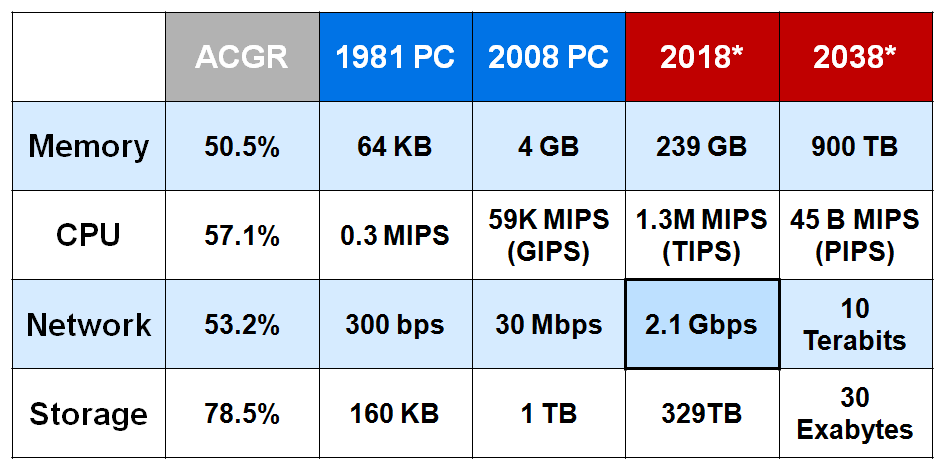 ACGR 1981 PC 2008 PC 2018* 2038*
Memory 50.5% 64 KB 4 GB 239 GB 900 TB
CPU 57.1% 0.3 MIPS 59K MIPS (GIPS) 1.3M MIPS (TIPS) 45 B MIPS (PIPS)
Network 53.2% 300 bps 30 Mbps 2.1 Gbps 10 Terabits
Storage 78.5% 160 KB 1 TB 329TB 30 Exabytes